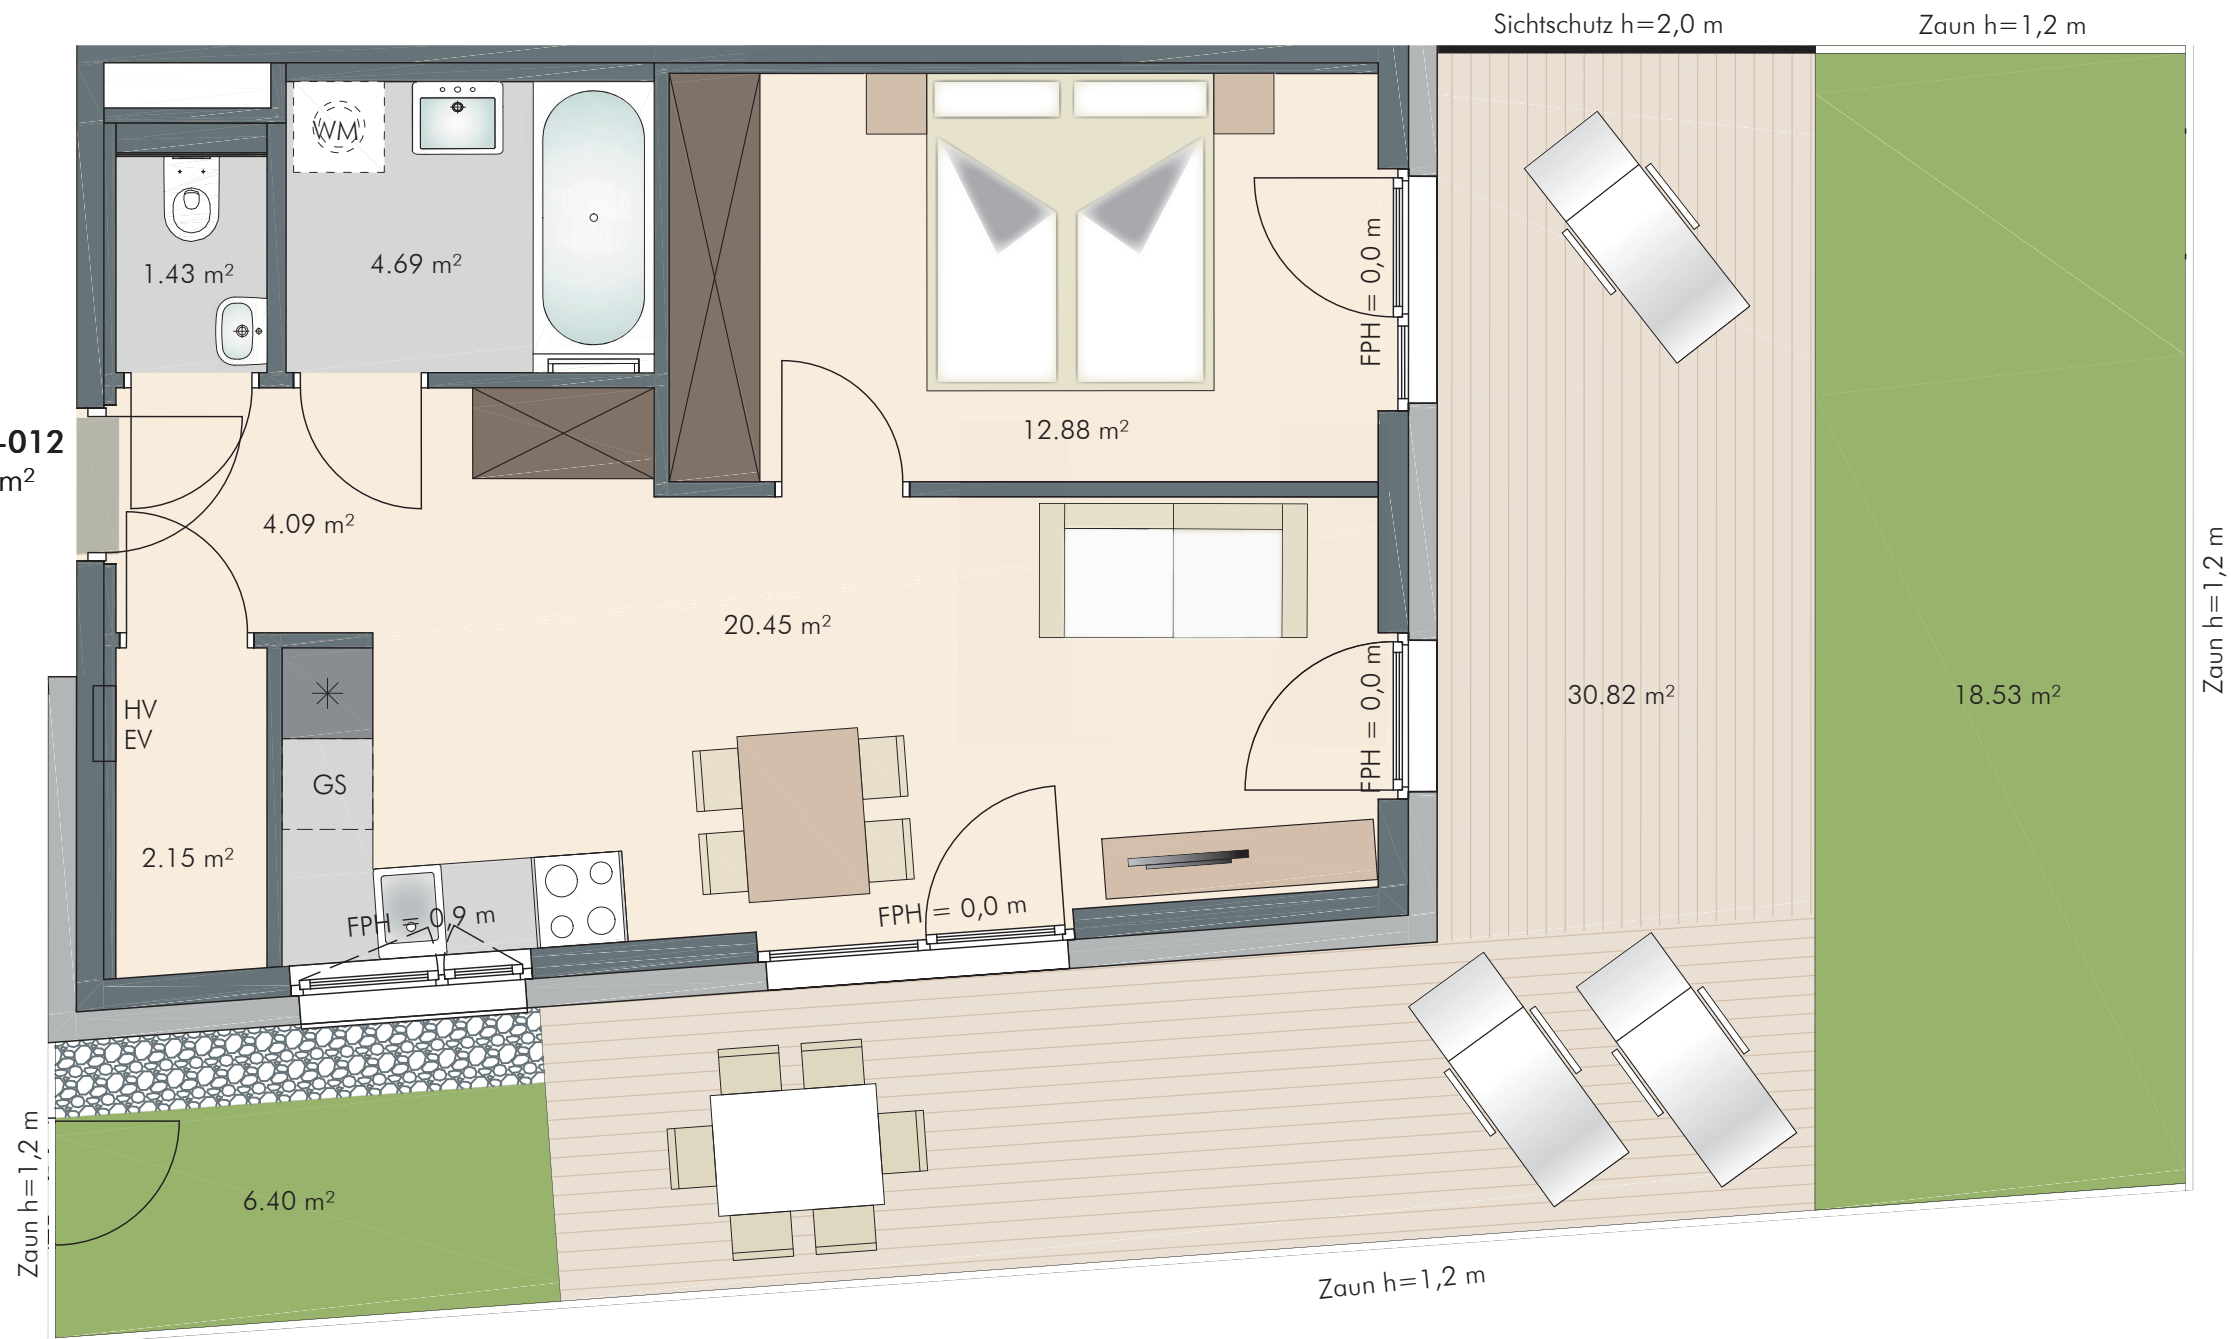 Sichtschutz h=2,0 m
Zaun h=1,2 m
WM
1.43 m²
4.69 m²
FPH = 0,0 m
12.88 m²
-012
m²
4.09 m²
20.45 m²
Zaun h=1,2 m
FPH = 0,0 m
30.82 m²
18.53 m²
HV
EV
GS
2.15 m²
FPH = 0,9 m
FPH = 0,0 m
Zaun h=1,2 m
6.40 m²
Zaun h=1,2 m